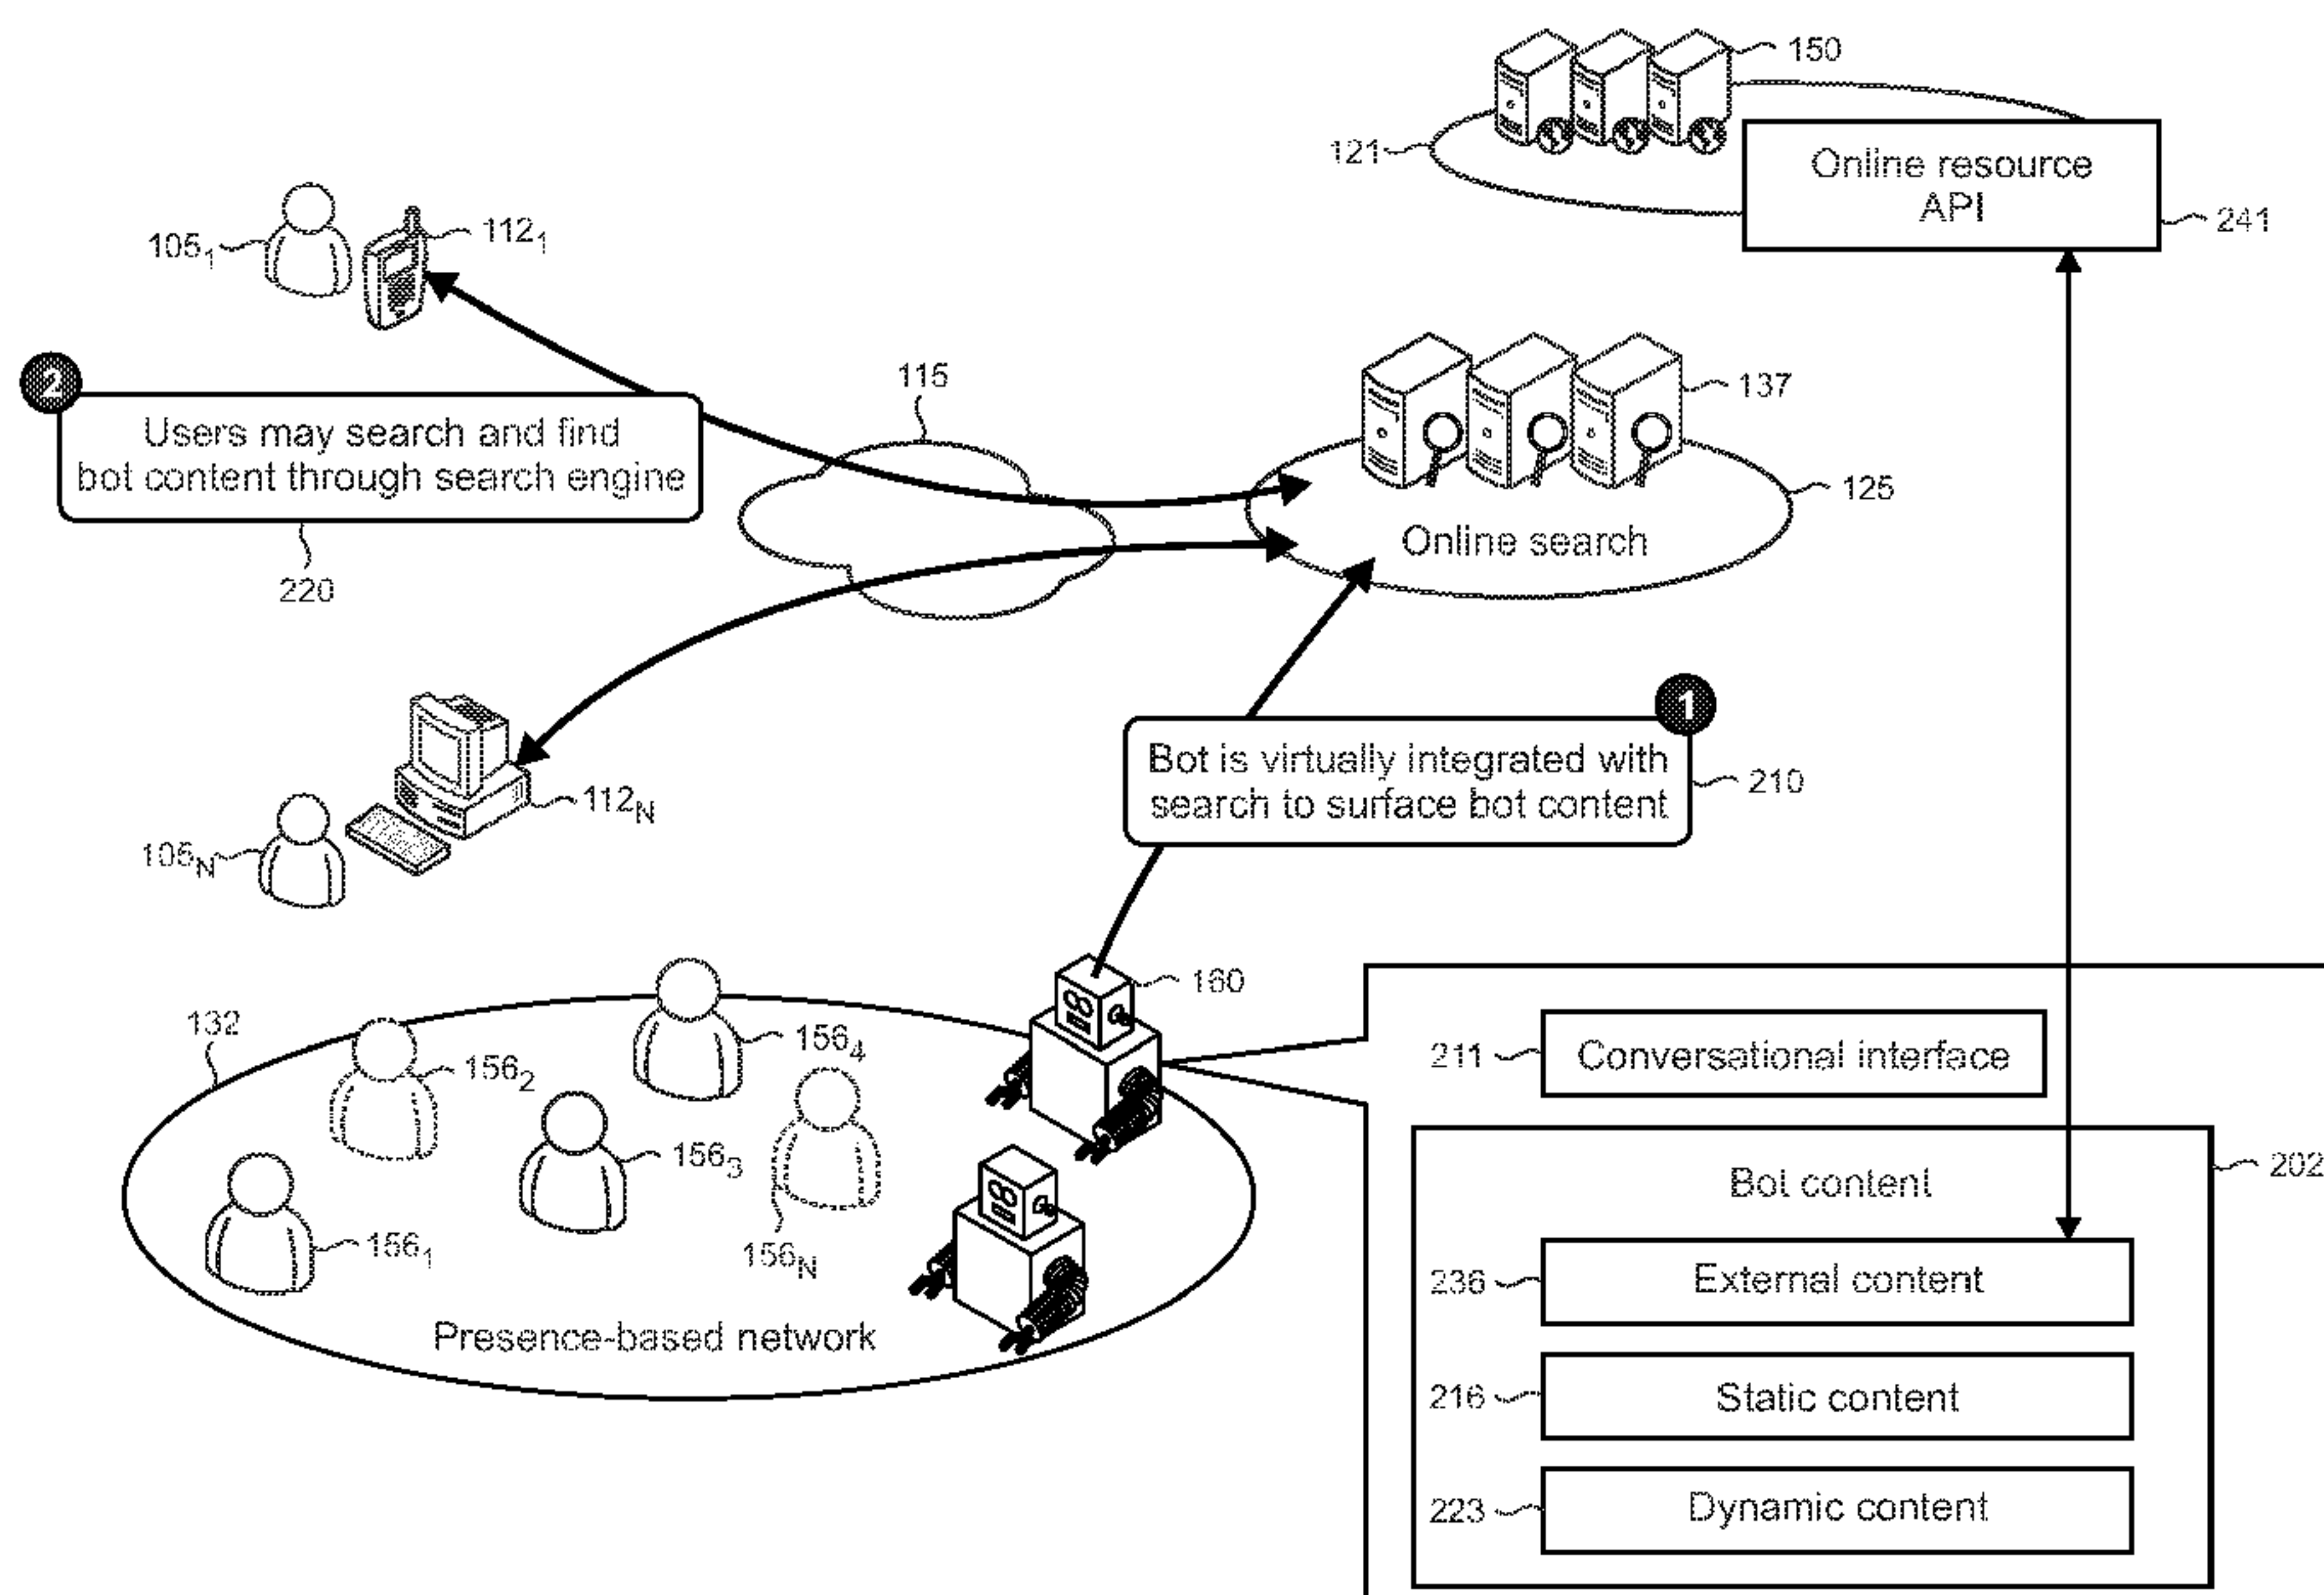 150
121
Online resource
API
241
105₁
112₁
2
Users may search and find
bot content through search engine
220
115
137
125
Online search
1
Bot is virtually integrated with
search to surface bot content
210
112N
105N
160
132
156₄
156₂
156₃
156N
156₁
Presence-based network
211
Conversational interface
202
Bot content
236
External content
216
Static content
223
Dynamic content